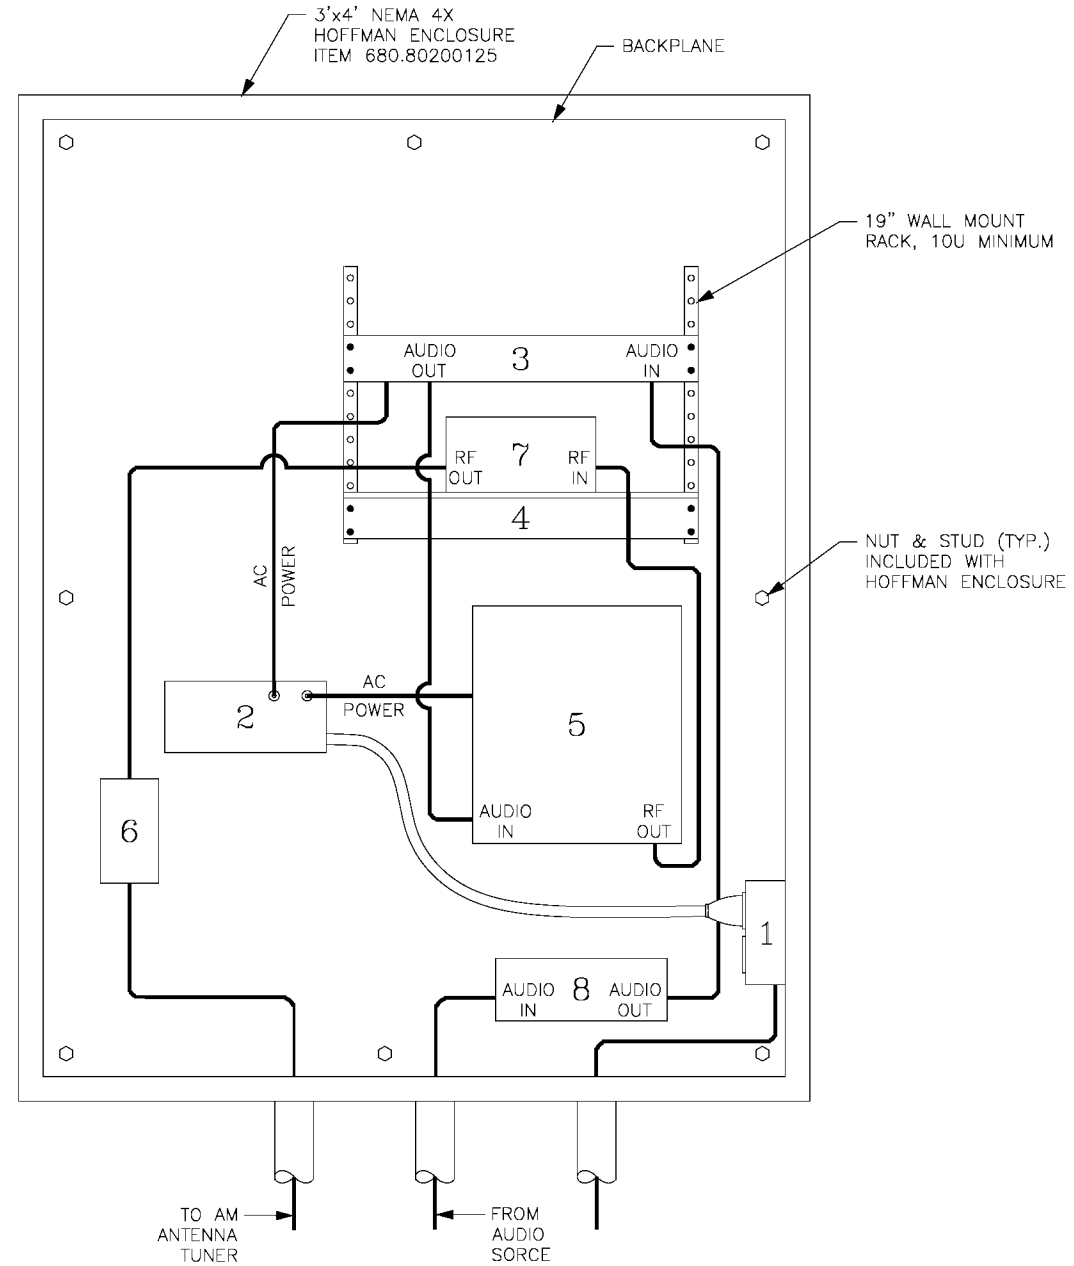 3'x4' NEMA 4X
HOFFMAN ENCLOSURE
ITEM 680.80200125
BACKPLANE
19" WALL MOUNT
RACK, 10U MINIMUM
AUDIO
OUT
3
AUDIO
IN
RF
OUT
7
RF
IN
4
NUT & STUD (TYP.)
INCLUDED WITH
HOFFMAN ENCLOSURE
AC
POWER
2
AC
POWER
5
AUDIO
IN
RF
OUT
6
1
AUDIO
IN
8
AUDIO
OUT
TO AM
ANTENNA
TUNER
FROM
AUDIO
SORCE